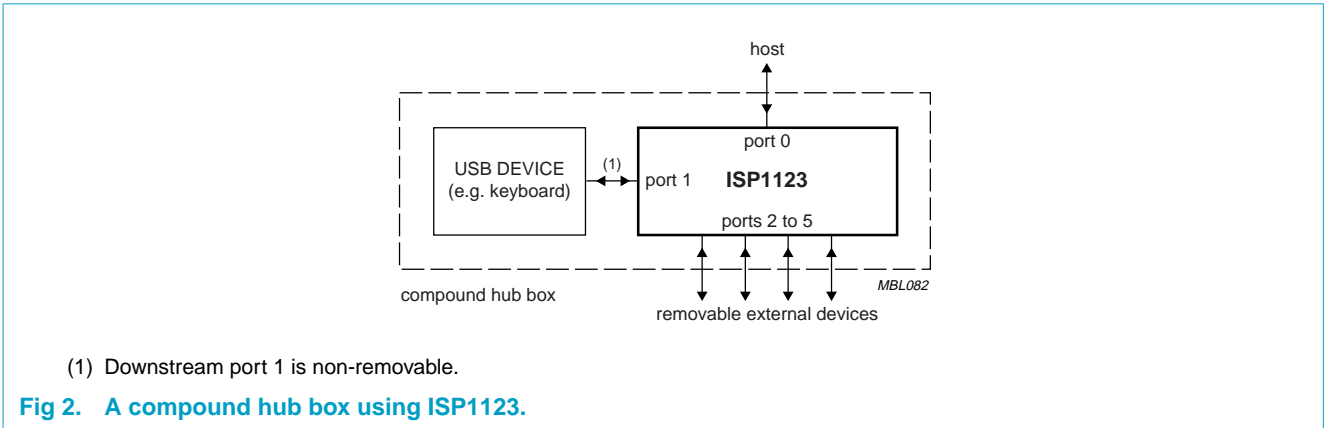 host
port 0
USB DEVICE
(e.g. keyboard)
(1)
port 1
ISP1123
ports 2 to 5
compound hub box
MBL082
removable external devices
(1) Downstream port 1 is non-removable.
Fig 2. A compound hub box using ISP1123.